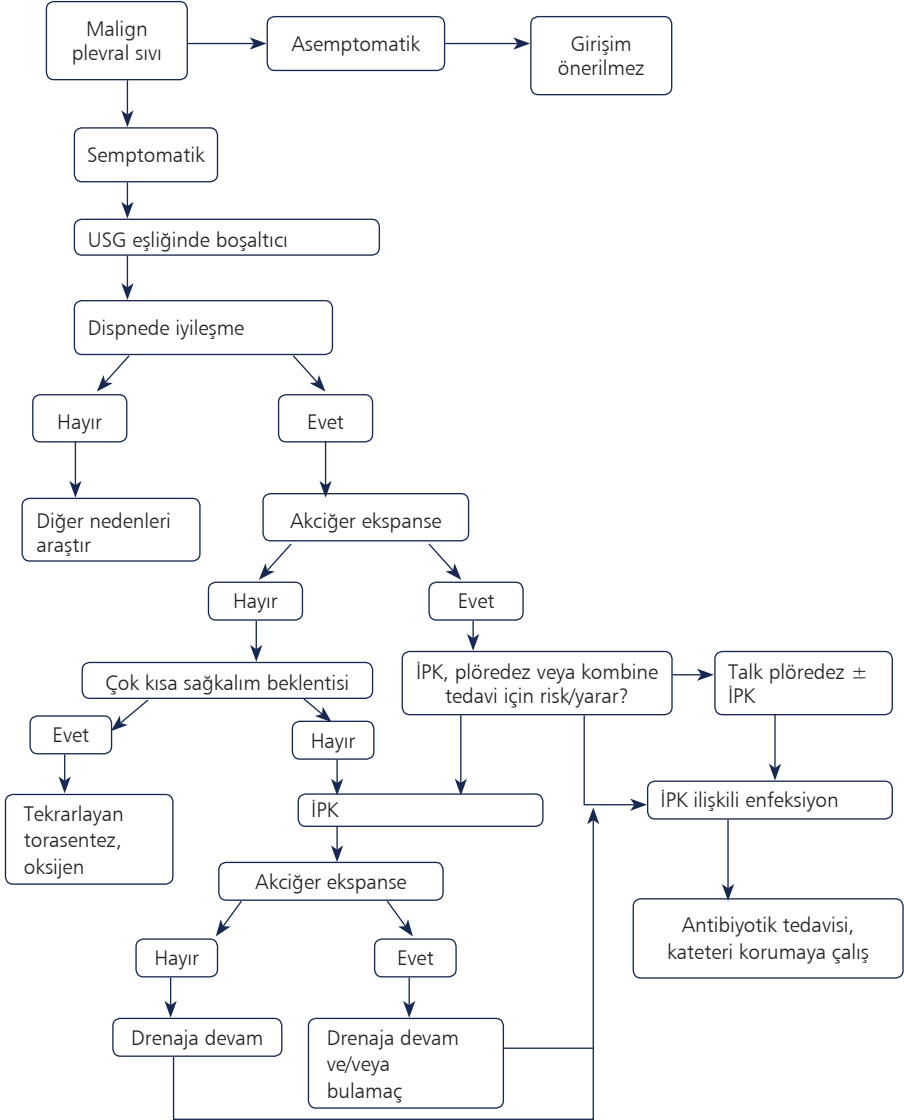 Malign
plevral sıvı
Asemptomatik
Girişim
önerilmez
Semptomatik
USG eşliğinde boşaltıcı
Dispnede iyileşme
Hayır
Evet
Diğer nedenleri
araştır
Akciğer ekspanse
Hayır
Evet
Çok kısa sağkalım beklentisi
İPK, plöredez veya kombine
tedavi için risk/yarar?
Talk plöredez ±
İPK
Evet
Hayır
Tekrarlayan
torasentez,
oksijen
İPK
İPK ilişkili enfeksiyon
Akciğer ekspanse
Antibiyotik tedavisi,
kateteri korumaya çalış
Hayır
Evet
Drenaja devam
Drenaja devam
ve/veya
bulamaç